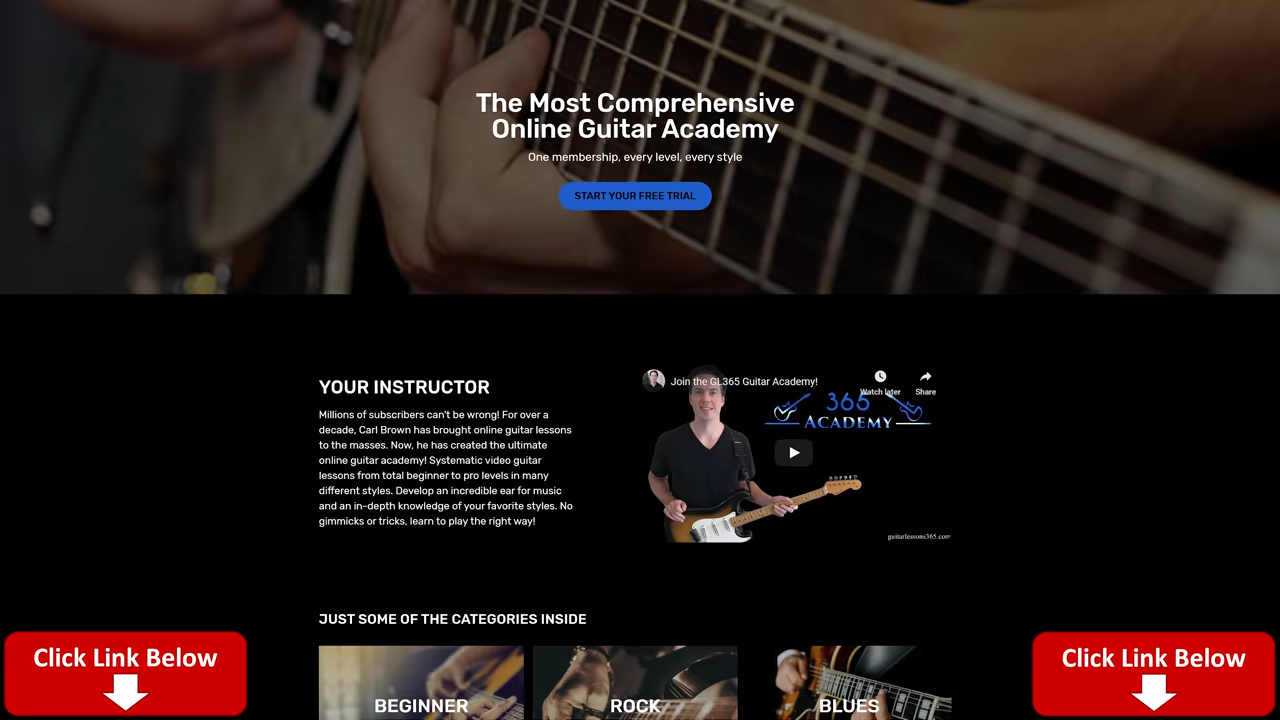 The Most Comprehensive
Online Guitar Academy
One membership, every level, every style
START YOUR FREE TRIAL
YOUR INSTRUCTOR
Millions of subscribers can't be wrong! For over a
decade, Carl Brown has brought online guitar lessons
to the masses. Now, he has created the ultimate
online guitar academy! Systematic video guitar
lessons from total beginner to pro levels in many
different styles. Develop an incredible ear for music
and an in-depth knowledge of your favorite styles. No
gimmicks or tricks, learn to play the right way!
Join the GL365 Guitar Academy!
Watch later
Share
365
ACADEMY
guitarlessons365.com
JUST SOME OF THE CATEGORIES INSIDE
BEGINNER
ROCK
BLUES
Click Link Below
Click Link Below